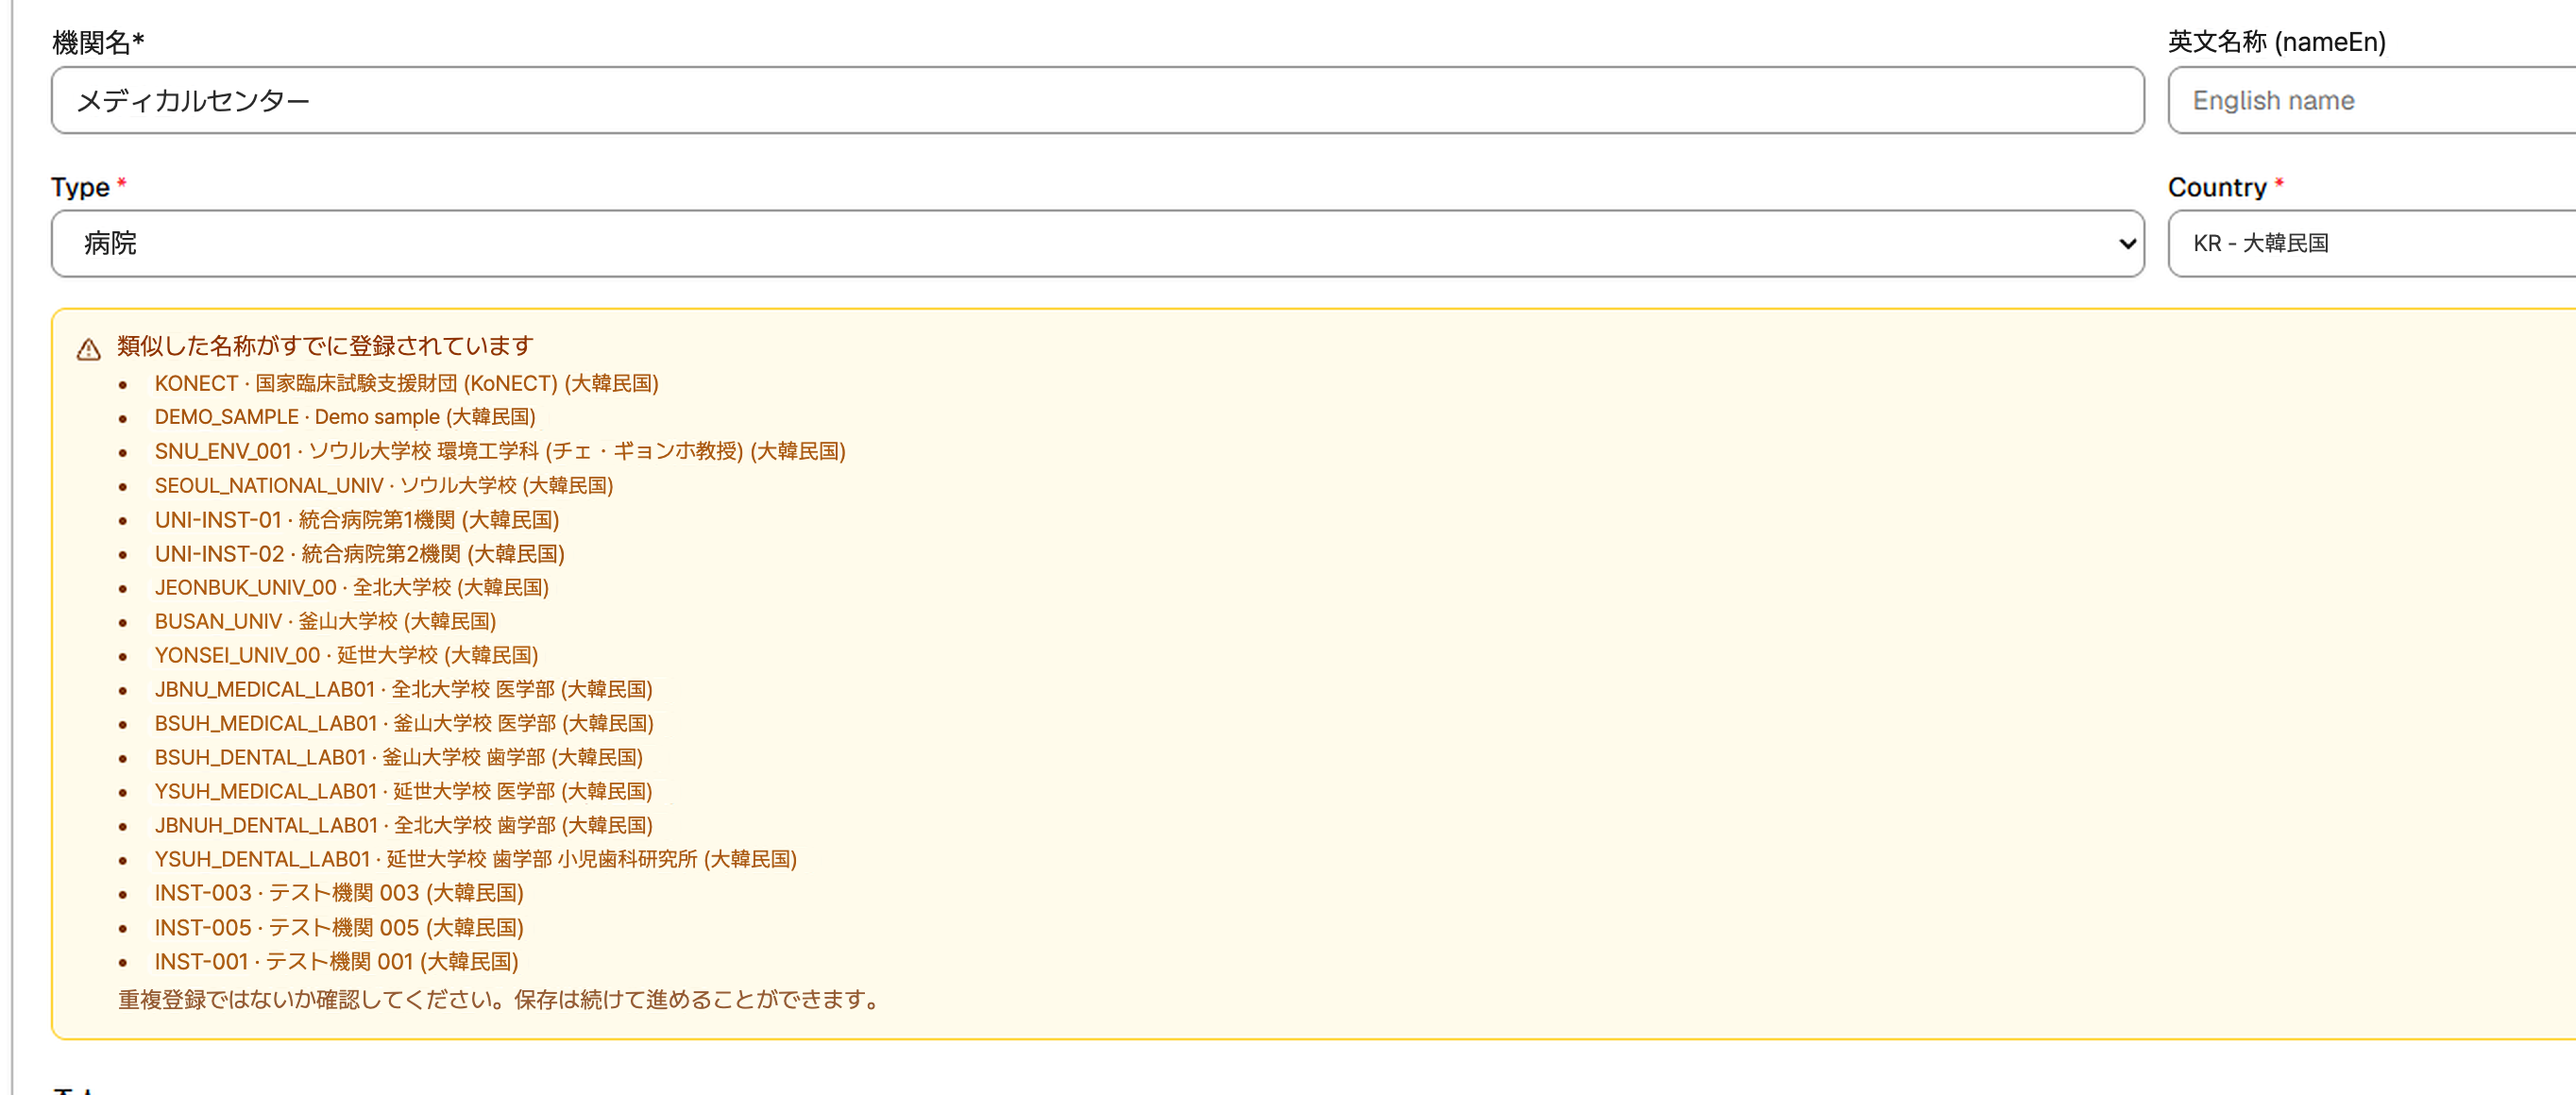 機関名*
英文名称 (nameEn)
メディカルセンター
English name
Type *
Country *
病院
KR - 大韓民国
類似した名称がすでに登録されています
• KONECT · 国家臨床試験支援財団 (KoNECT) (大韓民国)
• DEMO_SAMPLE · Demo sample (大韓民国)
• SNU_ENV_001 · ソウル大学校 環境工学科 (チェ・ギョンホ教授) (大韓民国)
• SEOUL_NATIONAL_UNIV · ソウル大学校 (大韓民国)
• UNI-INST-01 · 統合病院第1機関 (大韓民国)
• UNI-INST-02 · 統合病院第2機関 (大韓民国)
• JEONBUK_UNIV_00 · 全北大学校 (大韓民国)
• BUSAN_UNIV · 釜山大学校 (大韓民国)
• YONSEI_UNIV_00 · 延世大学校 (大韓民国)
• JBNU_MEDICAL_LAB01 · 全北大学校 医学部 (大韓民国)
• BSUH_MEDICAL_LAB01 · 釜山大学校 医学部 (大韓民国)
• BSUH_DENTAL_LAB01 · 釜山大学校 歯学部 (大韓民国)
• YSUH_MEDICAL_LAB01 · 延世大学校 医学部 (大韓民国)
• JBNUH_DENTAL_LAB01 · 全北大学校 歯学部 (大韓民国)
• YSUH_DENTAL_LAB01 · 延世大学校 歯学部 小児歯科研究所 (大韓民国)
• INST-003 · テスト機関 003 (大韓民国)
• INST-005 · テスト機関 005 (大韓民国)
• INST-001 · テスト機関 001 (大韓民国)
重複登録ではないか確認してください。保存は続けて進めることができます。